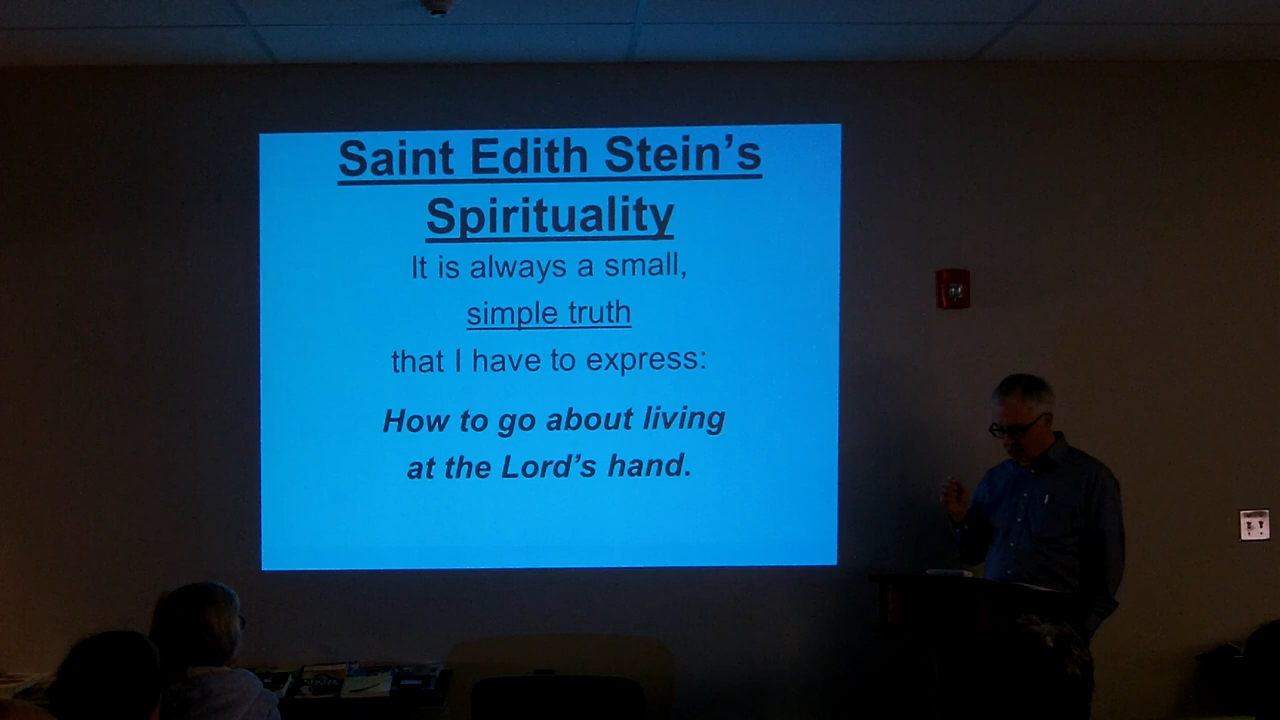 Saint Edith Stein’s
Spirituality
It is always a small,
simple truth
that I have to express:
How to go about living
at the Lord’s hand.